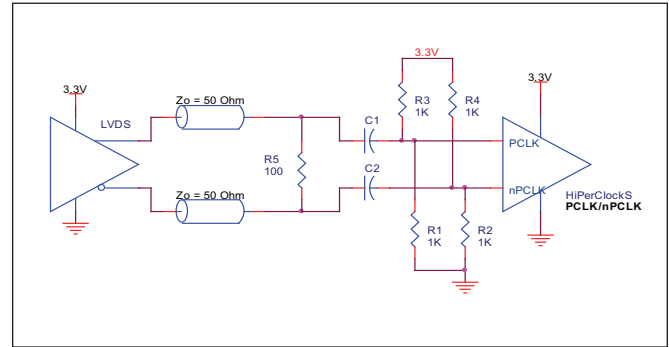 3.3V
LVDS
Zo = 50 Ohm
Zo = 50 Ohm
R5
100
C1
C2
3.3V
R3
1K
R4
1K
R1
1K
R2
1K
3.3V
PCLK
nPCLK
HiPerClockS
PCLK/nPCLK